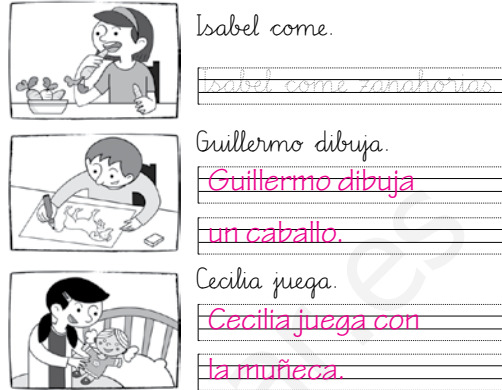 Isabel come.
Isabel come zanahorias.
Guillermo dibuja.
Guillermo dibuja
un caballo.
Cecilia juega.
Cecilia juega con
la muñeca.